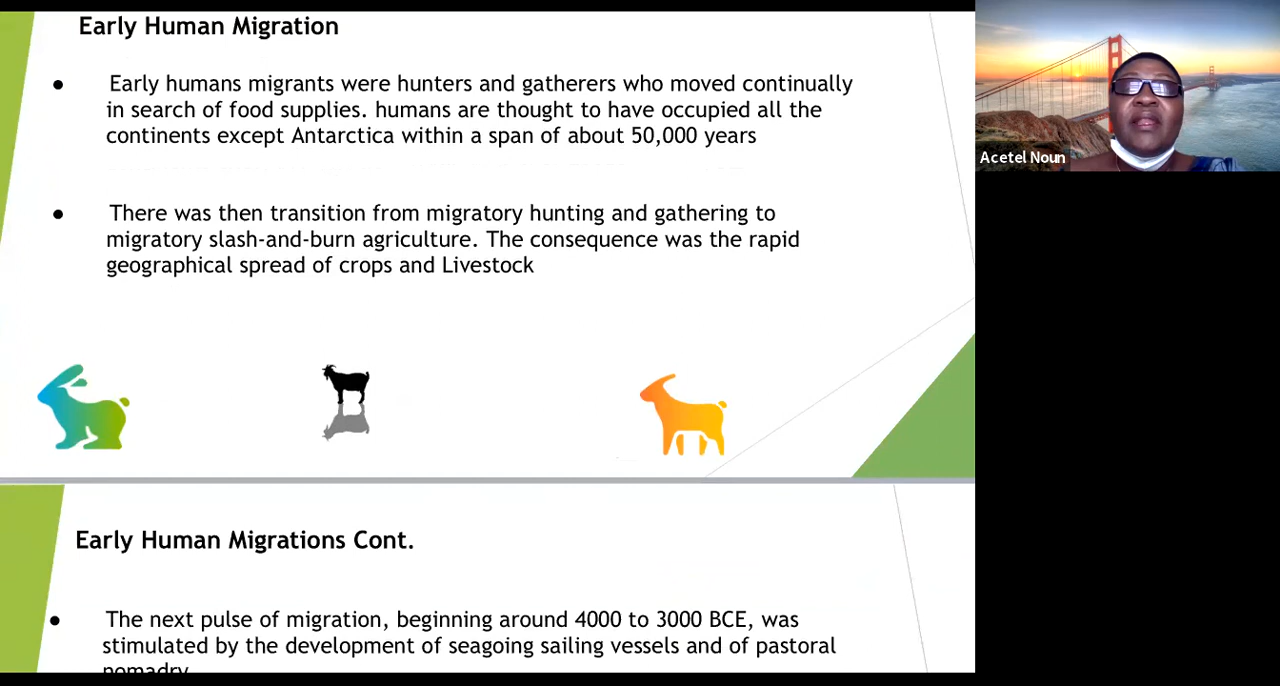 Early Human Migration
● Early humans migrants were hunters and gatherers who moved continually
in search of food supplies. humans are thought to have occupied all the
continents except Antarctica within a span of about 50,000 years
● There was then transition from migratory hunting and gathering to
migratory slash-and-burn agriculture. The consequence was the rapid
geographical spread of crops and Livestock
Early Human Migrations Cont.
● The next pulse of migration, beginning around 4000 to 3000 BCE, was
stimulated by the development of seagoing sailing vessels and of pastoral
nomadry
Acetel Noun